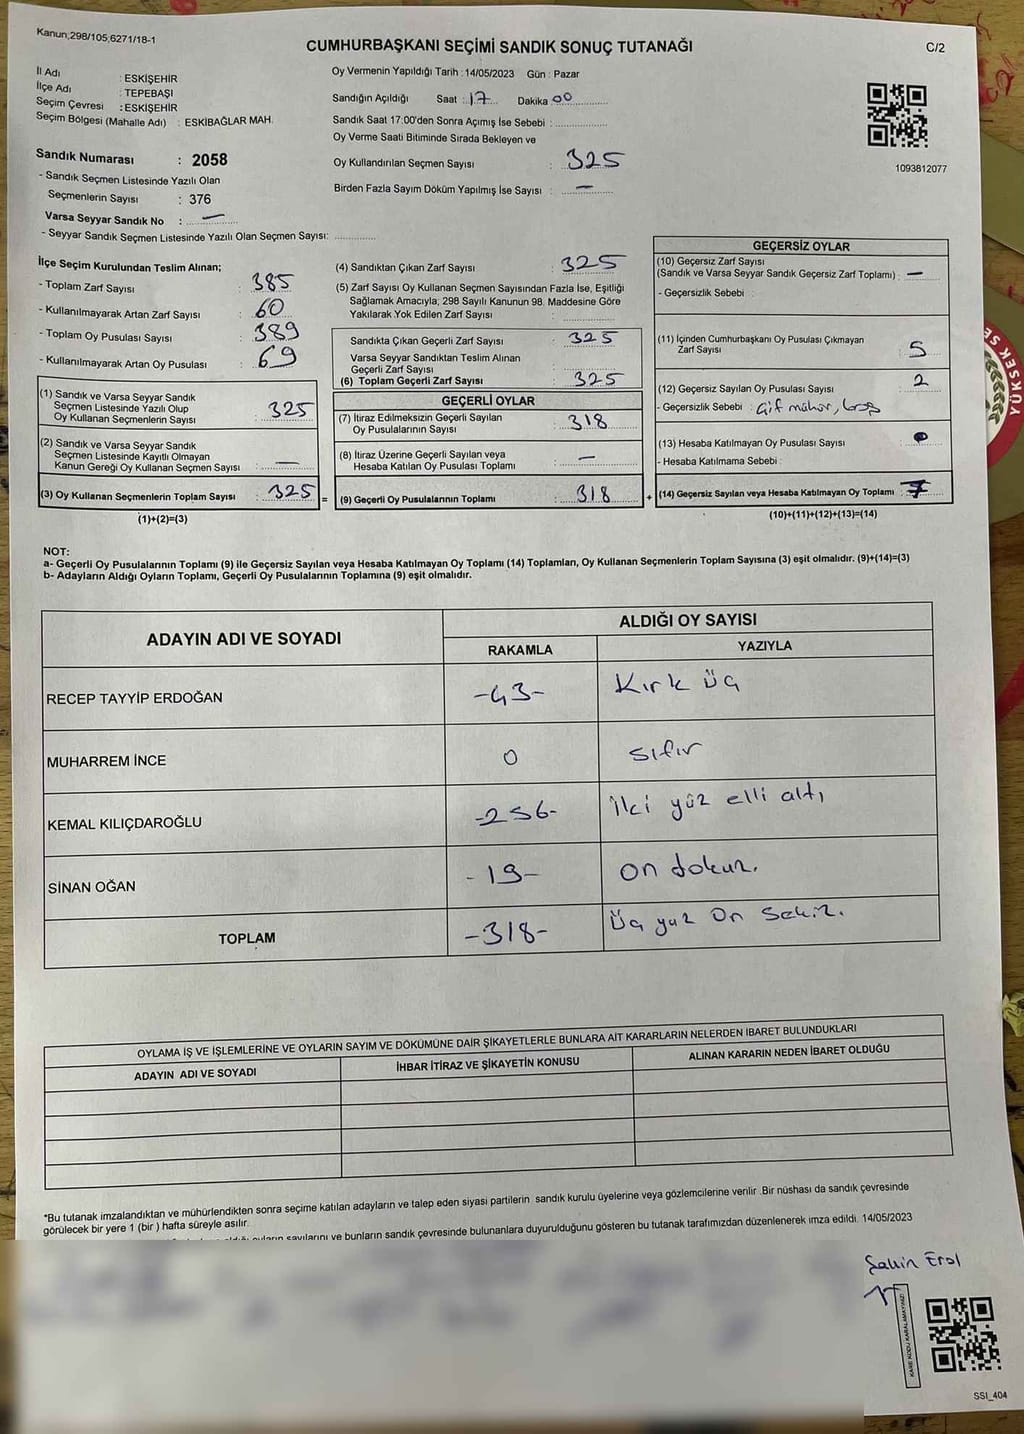 Kanun,298/105,6271/18-1
CUMHURBAŞKANI SEÇİMİ SANDIK SONUÇ TUTANAĞI
C/2
İl Adı : ESKİŞEHİR
İlçe Adı : TEPEBAŞI
Seçim Çevresi : ESKİŞEHİR
Seçim Bölgesi (Mahalle Adı) : ESKİBAĞLAR MAH.
Sandık Numarası : 2058
- Sandık Seçmen Listesinde Yazılı Olan
Seçmenlerin Sayısı : 376
Varsa Seyyar Sandık No : —
- Seyyar Sandık Seçmen Listesinde Yazılı Olan Seçmen Sayısı: ..............
Oy Vermenin Yapıldığı Tarih : 14/05/2023 Gün : Pazar
Sandığın Açıldığı Saat : 17 Dakika 00
Sandık Saat 17:00'den Sonra Açımış İse Sebebi : ..............
Oy Verme Saati Bitiminde Sırada Bekleyen ve
Oy Kullandırılan Seçmen Sayısı : 325
Birden Fazla Sayım Döküm Yapılmış İse Sayısı : —
1093812077
İlçe Seçim Kurulundan Teslim Alınan;
- Toplam Zarf Sayısı : 385
- Kullanılmayarak Artan Zarf Sayısı : 60
- Toplam Oy Pusulası Sayısı : 389
- Kullanılmayarak Artan Oy Pusulası : 69
(1) Sandık ve Varsa Seyyar Sandık
Seçmen Listesinde Yazılı Olup
Oy Kullanan Seçmenlerin Sayısı : 325
(2) Sandık ve Varsa Seyyar Sandık
Seçmen Listesinde Kayıtlı Olmayan
Kanun Gereği Oy Kullanan Seçmen Sayısı : —
(3) Oy Kullanan Seçmenlerin Toplam Sayısı : 325 =
(1)+(2)=(3)
(4) Sandıktan Çıkan Zarf Sayısı : 325
(5) Zarf Sayısı Oy Kullanan Seçmen Sayısından Fazla İse, Eşitliği
Sağlamak Amacıyla; 298 Sayılı Kanunun 98. Maddesine Göre
Yakılarak Yok Edilen Zarf Sayısı : ..............
Sandıkta Çıkan Geçerli Zarf Sayısı : 325
Varsa Seyyar Sandıktan Teslim Alınan
Geçerli Zarf Sayısı :
(6) Toplam Geçerli Zarf Sayısı : 325
GEÇERLİ OYLAR
(7) İtiraz Edilmeksizin Geçerli Sayılan
Oy Pusulalarının Sayısı : 318
(8) İtiraz Üzerine Geçerli Sayılan veya
Hesaba Katılan Oy Pusulası Toplamı : —
(9) Geçerli Oy Pusulalarının Toplamı : 318 +
GEÇERSİZ OYLAR
(10) Geçersiz Zarf Sayısı
(Sandık ve Varsa Seyyar Sandık Geçersiz Zarf Toplamı) : —
- Geçersizlik Sebebi :
(11) İçinden Cumhurbaşkanı Oy Pusulası Çıkmayan
Zarf Sayısı : 5
(12) Geçersiz Sayılan Oy Pusulası Sayısı : 2
- Geçersizlik Sebebi : Çift mühür, boş
(13) Hesaba Katılmayan Oy Pusulası Sayısı :
- Hesaba Katılmama Sebebi :
(14) Geçersiz Sayılan veya Hesaba Katılmayan Oy Toplamı : 7
(10)+(11)+(12)+(13)=(14)
NOT:
a- Geçerli Oy Pusulalarının Toplamı (9) ile Geçersiz Sayılan veya Hesaba Katılmayan Oy Toplamı (14) Toplamları, Oy Kullanan Seçmenlerin Toplam Sayısına (3) eşit olmalıdır. (9)+(14)=(3)
b- Adayların Aldığı Oyların Toplamı, Geçerli Oy Pusulalarının Toplamına (9) eşit olmalıdır.
ADAYIN ADI VE SOYADI
ALDIĞI OY SAYISI
RAKAMLA YAZIYLA
RECEP TAYYİP ERDOĞAN -43- Kırk üç
MUHARREM İNCE 0 sıfır
KEMAL KILIÇDAROĞLU -256- İki yüz elli altı
SİNAN OĞAN - 19- on dokuz.
TOPLAM -318- Üç yüz On Sekiz.
OYLAMA İŞ VE İŞLEMLERİNE VE OYLARIN SAYIM VE DÖKÜMÜNE DAİR ŞİKAYETLERLE BUNLARA AİT KARARLARIN NELERDEN İBARET BULUNDUKLARI
ADAYIN ADI VE SOYADI İHBAR İTİRAZ VE ŞİKAYETİN KONUSU ALINAN KARARIN NEDEN İBARET OLDUĞU
*Bu tutanak imzalandıktan ve mühürlendikten sonra seçime katılan adayların ve talep eden siyasi partilerin sandık kurulu üyelerine veya gözlemcilerine verilir .Bir nüshası da sandık çevresinde
görülecek bir yere 1 (bir ) hafta süreyle asılır.
oyların sayılarını ve bunların sandık çevresinde bulunanlara duyurulduğunu gösteren bu tutanak tarafımızdan düzenlenerek imza edildi. 14/05/2023
Şahin Erol
KARE KODU KARALAMAYINIZ!
SSI_404
YÜKSEK SE